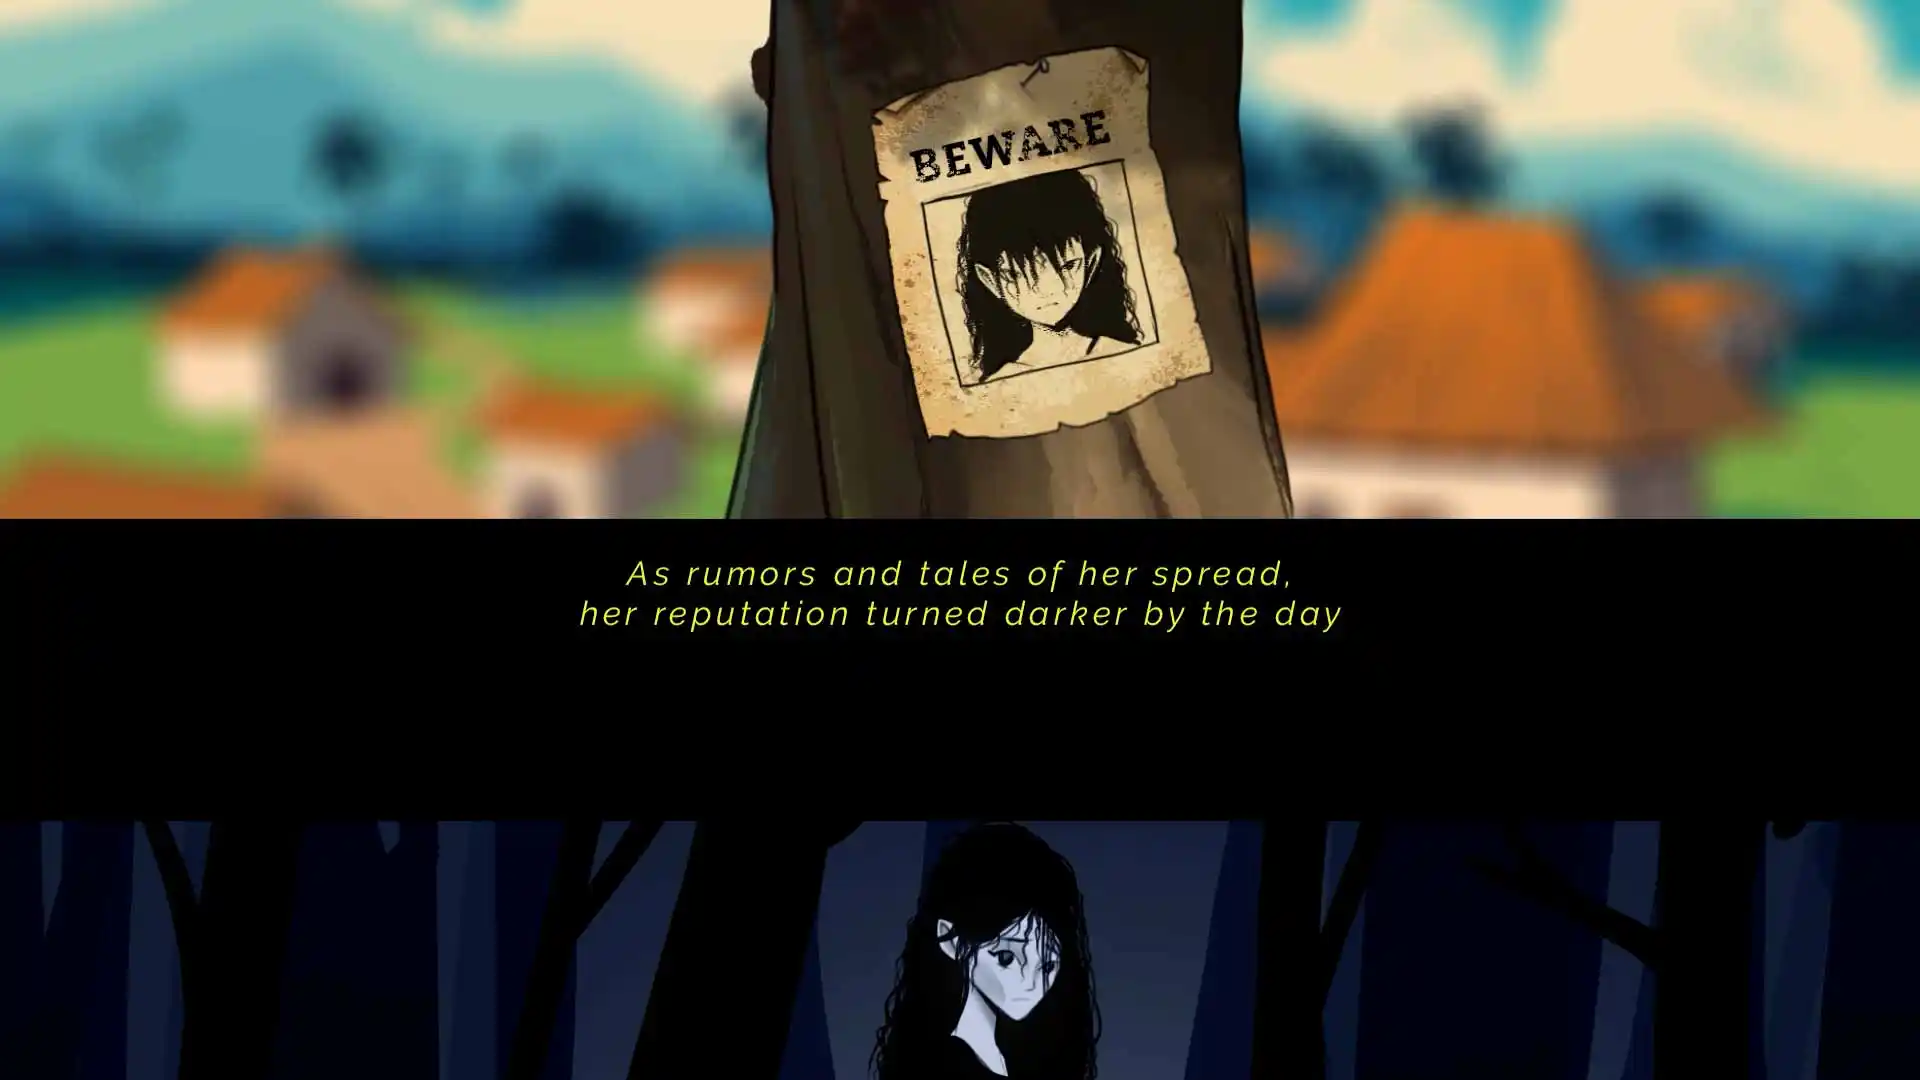 BEWARE
As rumors and tales of her spread,
her reputation turned darker by the day